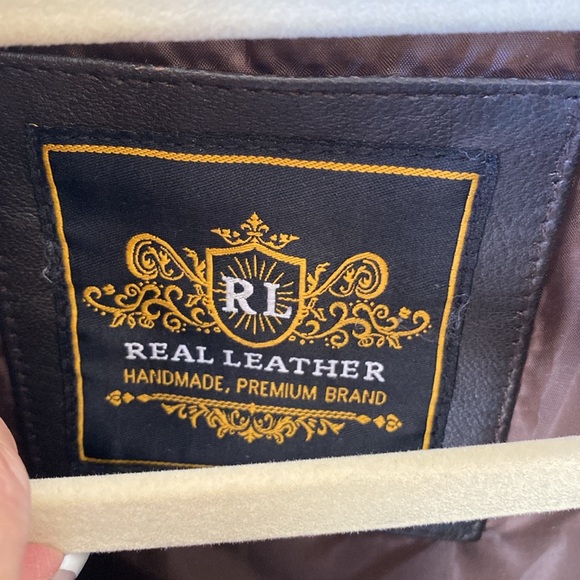 RL
REAL LEATHER
HANDMADE, PREMIUM BRAND